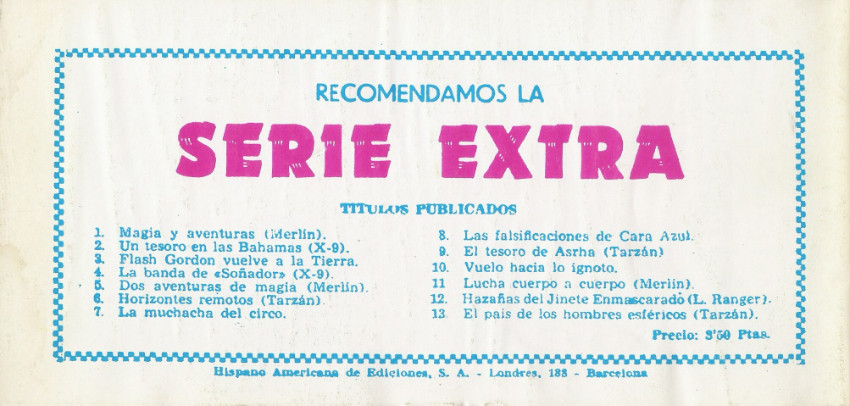 RECOMENDAMOS LA
SERIE EXTRA
TITULOS PUBLICADOS
1. Magia y aventuras (Merlín).
2. Un tesoro en las Bahamas (X-9).
3. Flash Gordon vuelve a la Tierra.
4. La banda de «Soñador» (X-9).
5. Dos aventuras de magia (Merlín).
6. Horizontes remotos (Tarzán).
7. La muchacha del circo.
8. Las falsificaciones de Cara Azul.
9. El tesoro de Asrha (Tarzán)
10. Vuelo hacia lo ignoto.
11 Lucha cuerpo a cuerpo (Merlín).
12. Hazañas del Jinete Enmascarado (L. Ranger).
13. El país de los hombres esféricos (Tarzán).
Precio: 3'50 Ptas.
Hispano Americana de Ediciones, S. A. - Londres, 188 - Barcelona